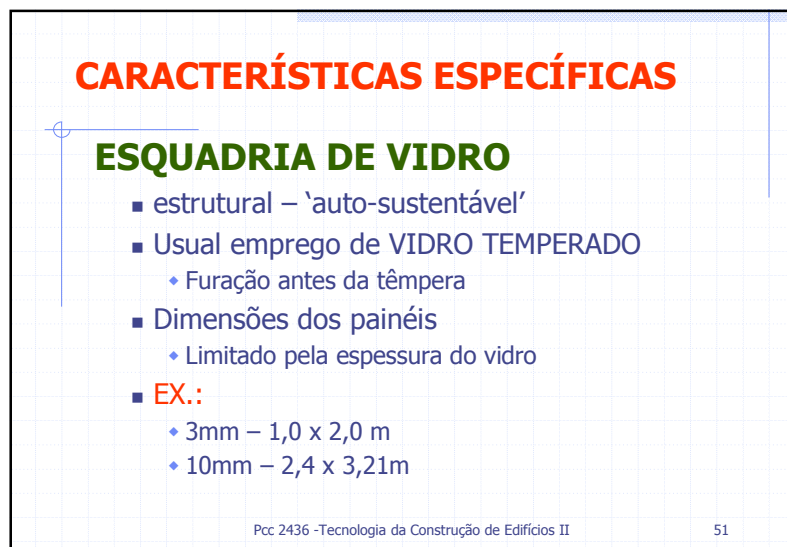 CARACTERÍSTICAS ESPECÍFICAS
ESQUADRIA DE VIDRO
estrutural – ‘auto-sustentável’
Usual emprego de VIDRO TEMPERADO
Furação antes da têmpera
Dimensões dos painéis
Limitado pela espessura do vidro
EX.:
3mm – 1,0 x 2,0 m
10mm – 2,4 x 3,21m
Pcc 2436 -Tecnologia da Construção de Edifícios II 51